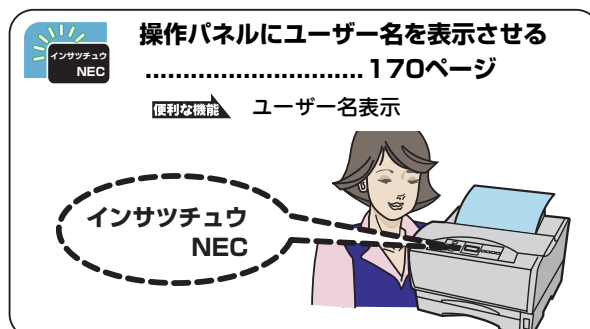 インサツチュウ
NEC
操作パネルにユーザー名を表示させる
............................170ページ
便利な機能 ユーザー名表示
インサツチュウ
NEC